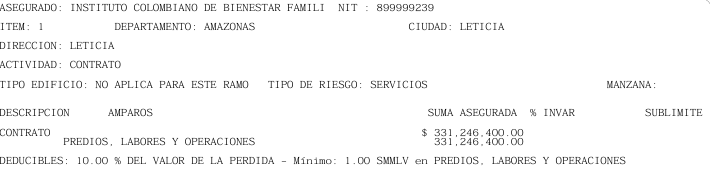 ASEGURADO: INSTITUTO COLOMBIANO DE BIENESTAR FAMILI NIT : 899999239
ITEM: 1 DEPARTAMENTO: AMAZONAS CIUDAD: LETICIA
DIRECCION: LETICIA
ACTIVIDAD: CONTRATO
TIPO EDIFICIO: NO APLICA PARA ESTE RAMO TIPO DE RIESGO: SERVICIOS MANZANA:
DESCRIPCION AMPAROS SUMA ASEGURADA % INVAR SUBLIMITE
CONTRATO $ 331,246,400.00
PREDIOS, LABORES Y OPERACIONES 331,246,400.00
DEDUCIBLES: 10.00 % DEL VALOR DE LA PERDIDA - Mínimo: 1.00 SMMLV en PREDIOS, LABORES Y OPERACIONES